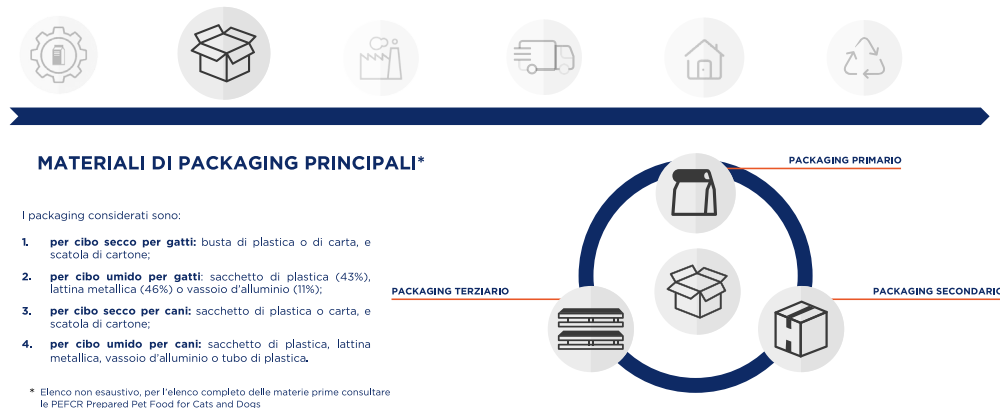 MATERIALI DI PACKAGING PRINCIPALI*
I packaging considerati sono:
1. per cibo secco per gatti: busta di plastica o di carta, e
scatola di cartone;
2. per cibo umido per gatti: sacchetto di plastica (43%),
lattina metallica (46%) o vassoio d'alluminio (11%);
3. per cibo secco per cani: sacchetto di plastica o carta, e
scatola di cartone;
4. per cibo umido per cani: sacchetto di plastica, lattina
metallica, vassoio d'alluminio o tubo di plastica.
* Elenco non esaustivo, per l'elenco completo delle materie prime consultare
le PEFCR Prepared Pet Food for Cats and Dogs
PACKAGING PRIMARIO
PACKAGING TERZIARIO
PACKAGING SECONDARIO